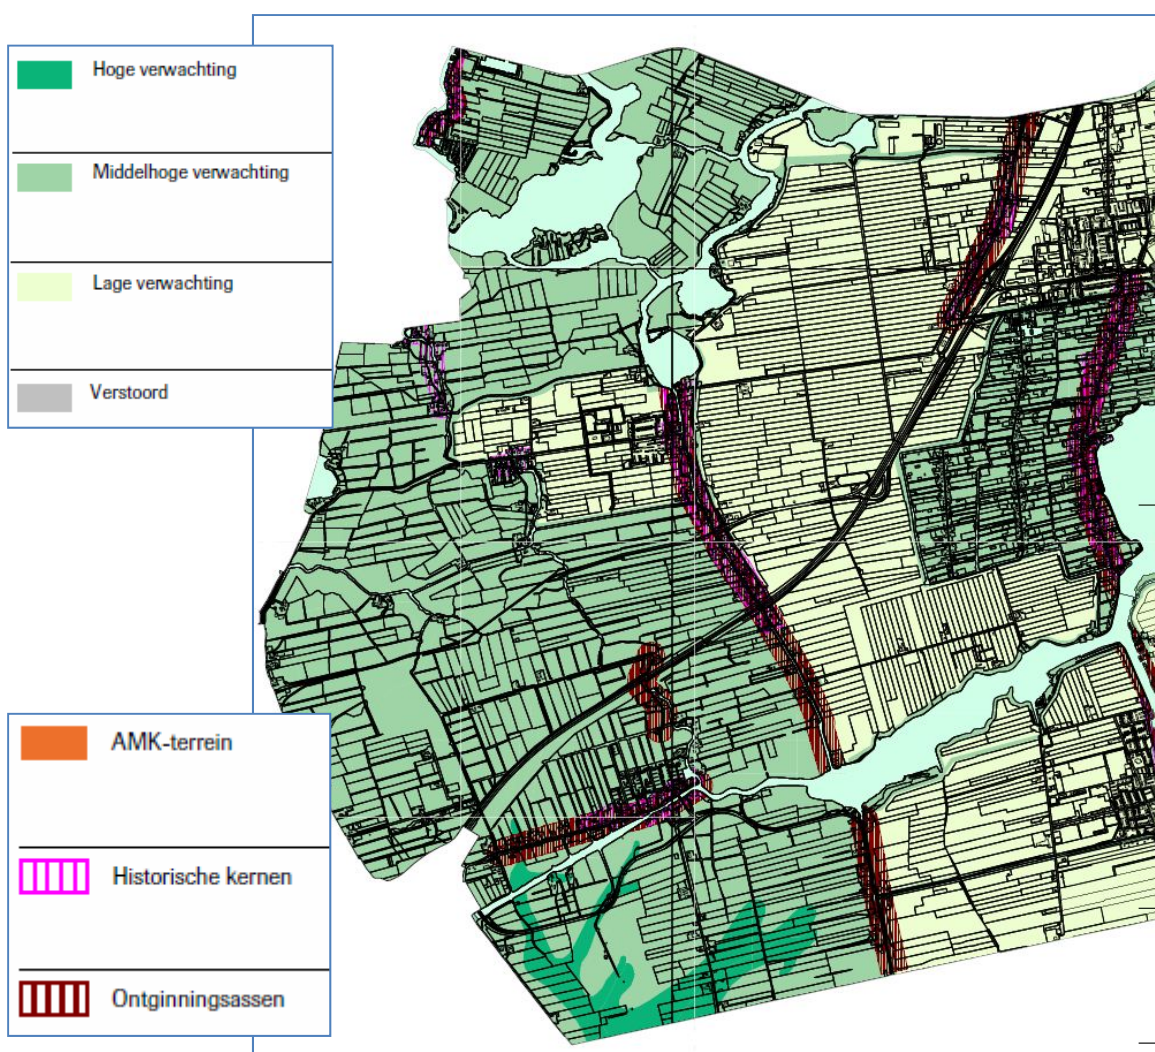 Hoge verwachting
Middelhoge verwachting
Lage verwachting
Verstoord
AMK-terrein
Historische kernen
Ontginningsassen